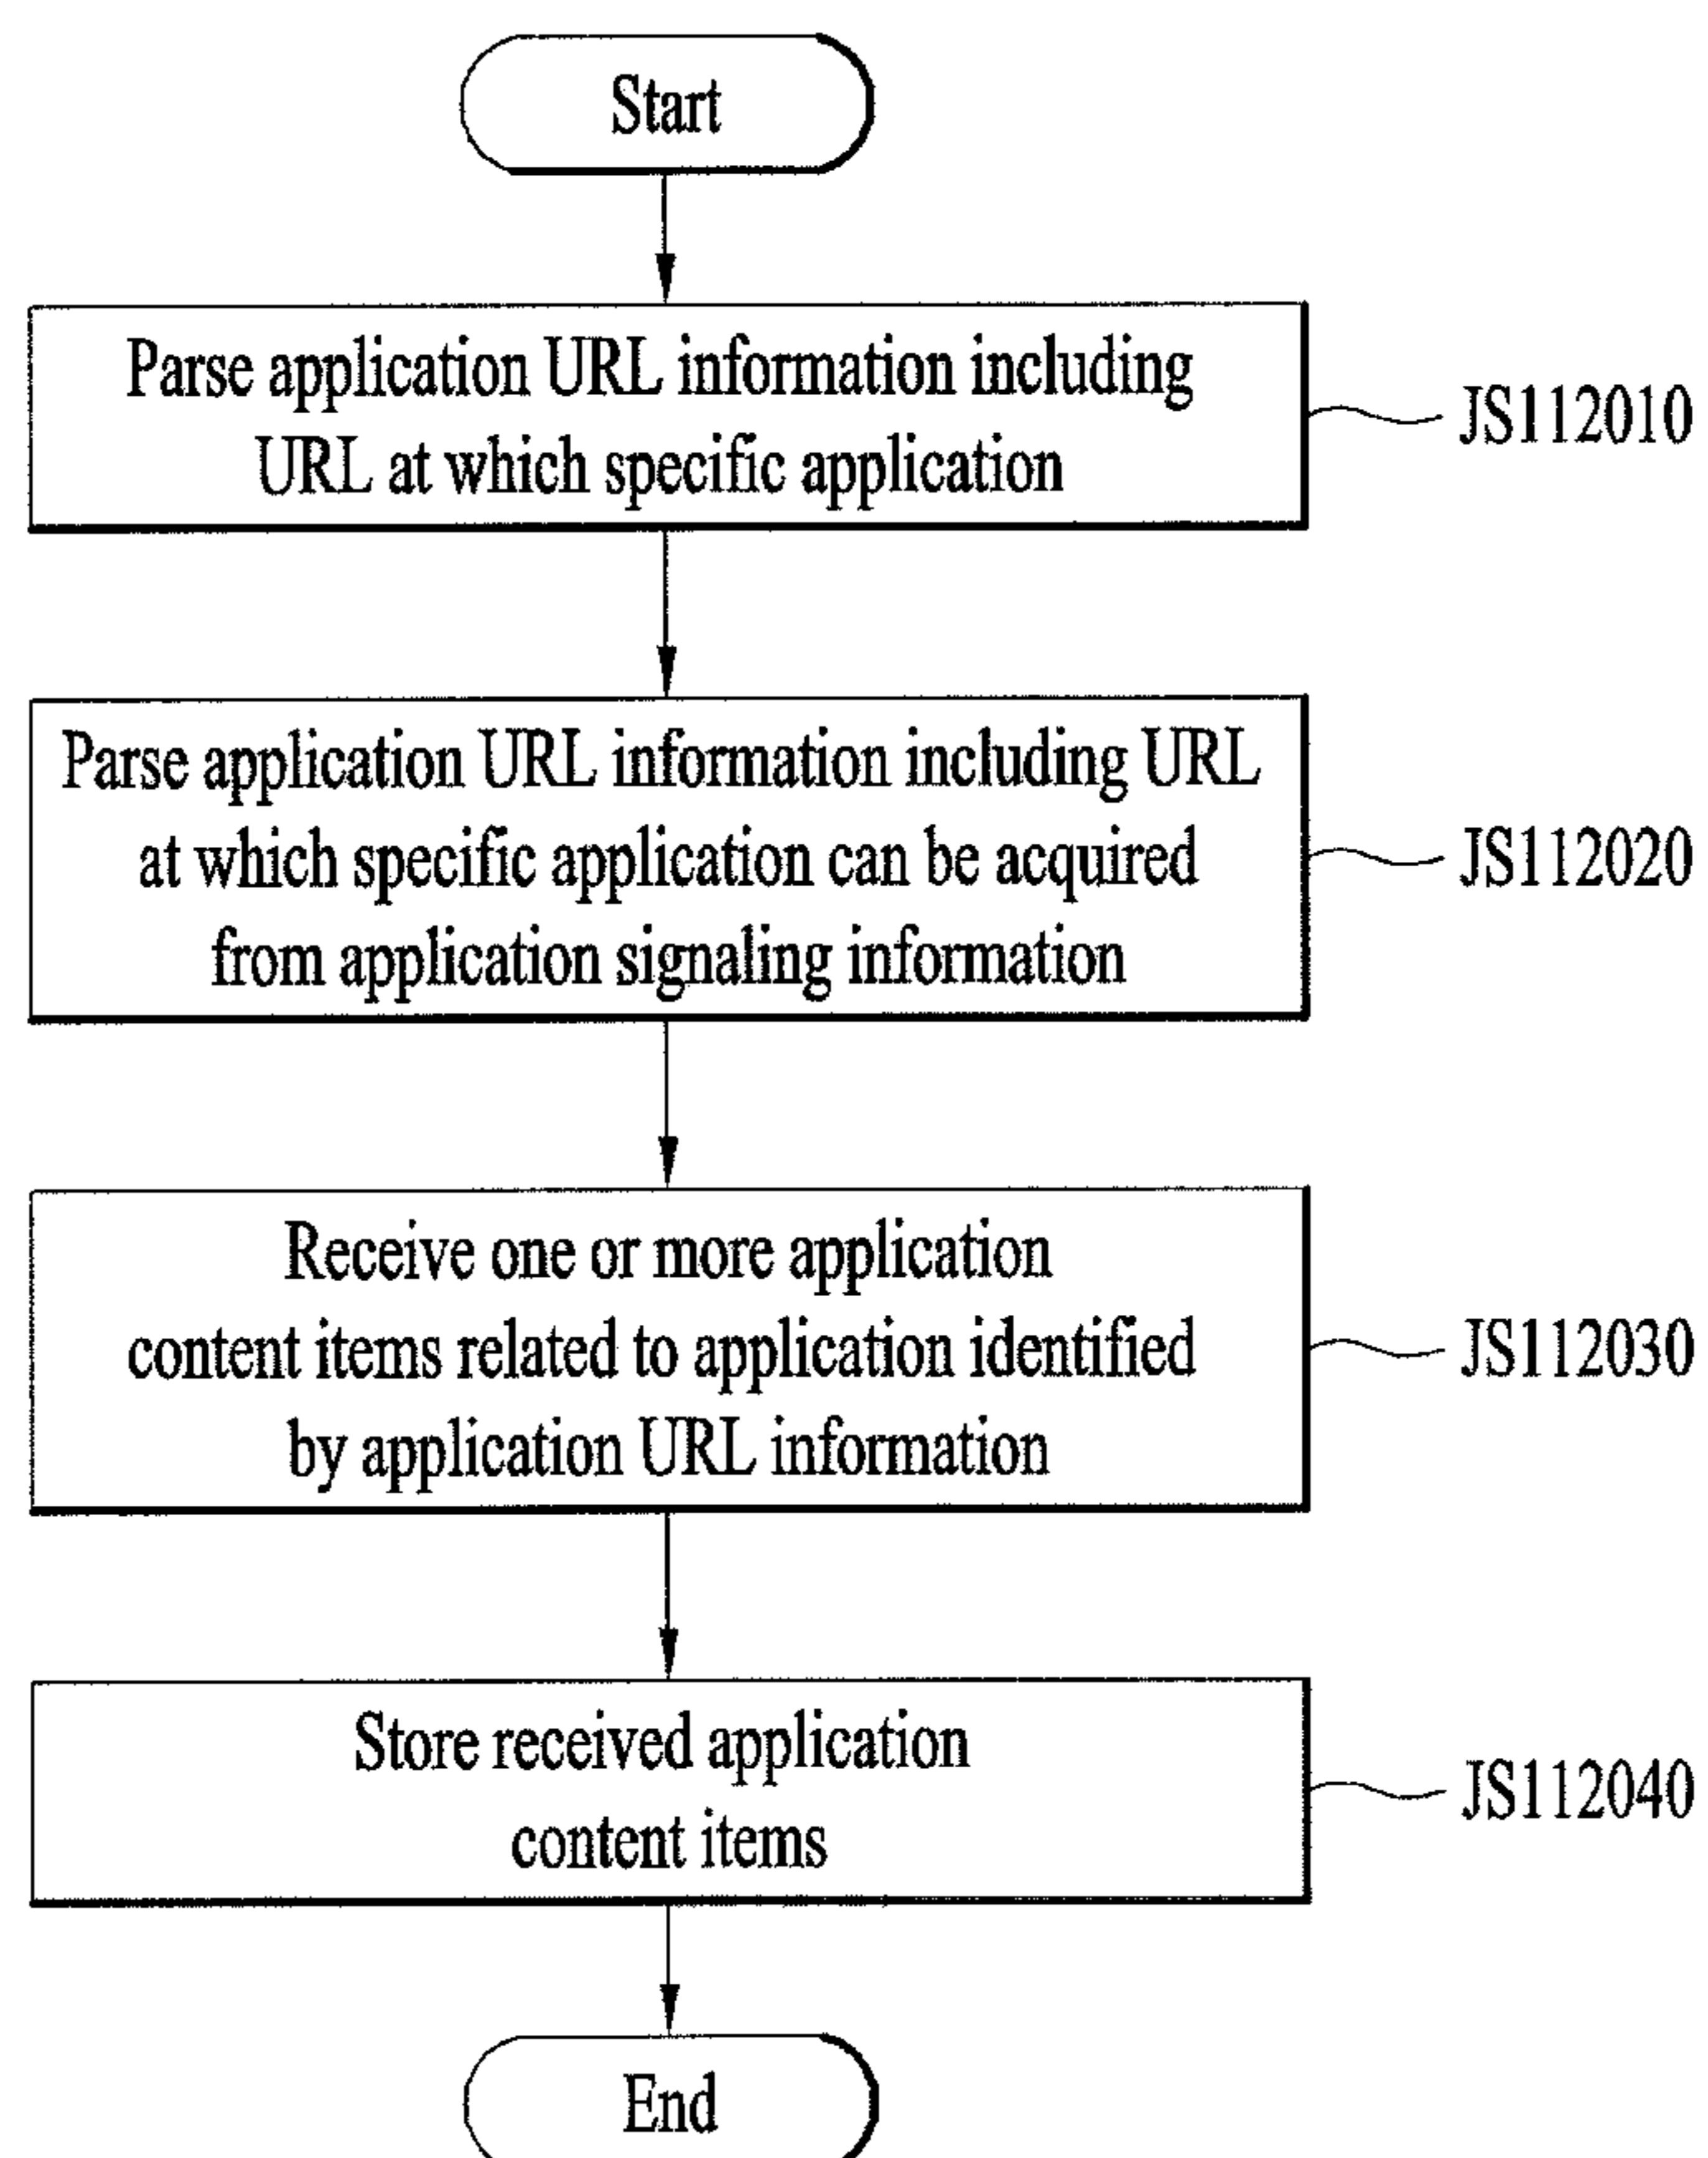 Start
Parse application URL information including
URL at which specific application
JS112010
Parse application URL information including URL
at which specific application can be acquired
from application signaling information
JS112020
Receive one or more application
content items related to application identified
by application URL information
JS112030
Store received application
content items
JS112040
End